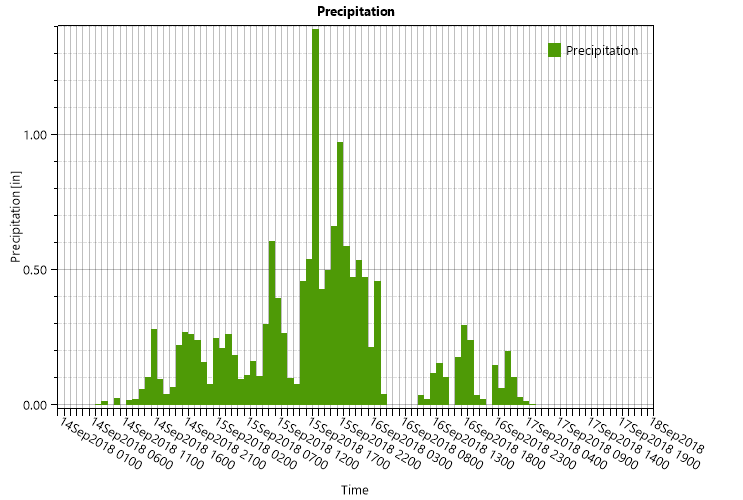 Precipitation
Precipitation
1.00
0.50
0.00
Precipitation [in]
14Sep2018 0100
14Sep2018 0600
14Sep2018 1100
14Sep2018 1600
14Sep2018 2100
15Sep2018 0200
15Sep2018 0700
15Sep2018 1200
15Sep2018 1700
15Sep2018 2200
16Sep2018 0300
16Sep2018 0800
16Sep2018 1300
16Sep2018 1800
16Sep2018 2300
17Sep2018 0400
17Sep2018 0900
17Sep2018 1400
17Sep2018 1900
18Sep2018
Time